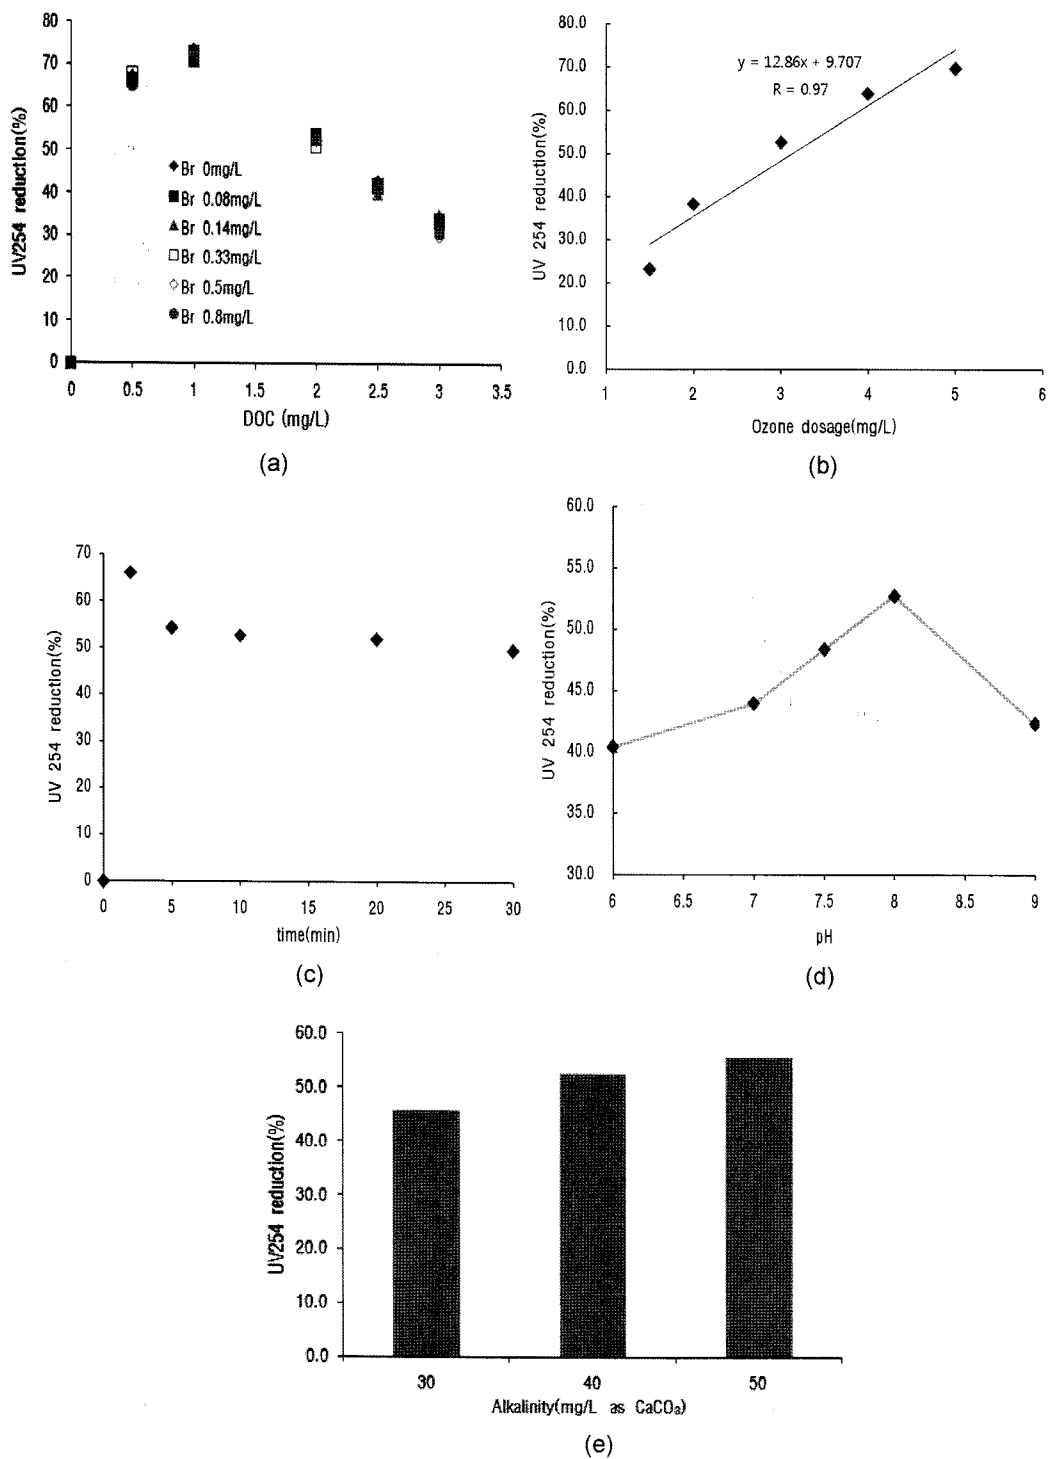 80
70
60
50
40
30
20
10
0
UV254 reduction(%)
Br 0mg/L
Br 0.08mg/L
Br 0.14mg/L
Br 0.33mg/L
Br 0.5mg/L
Br 0.8mg/L
0 0.5 1 1.5 2 2.5 3 3.5
DOC (mg/L)
(a)
80.0
70.0
60.0
50.0
40.0
30.0
20.0
10.0
0.0
UV 254 reduction(%)
y = 12.86x + 9.707
R = 0.97
1 2 3 4 5 6
Ozone dosage(mg/L)
(b)
70
60
50
40
30
20
10
0
UV 254 reduction(%)
0 5 10 15 20 25 30
time(min)
(c)
60.0
55.0
50.0
45.0
40.0
35.0
30.0
UV 254 reduction(%)
6 6.5 7 7.5 8 8.5 9
pH
(d)
60.0
50.0
40.0
30.0
20.0
10.0
0.0
UV254 reduction(%)
30 40 50
Alkalinity(mg/L as CaCO₃)
(e)